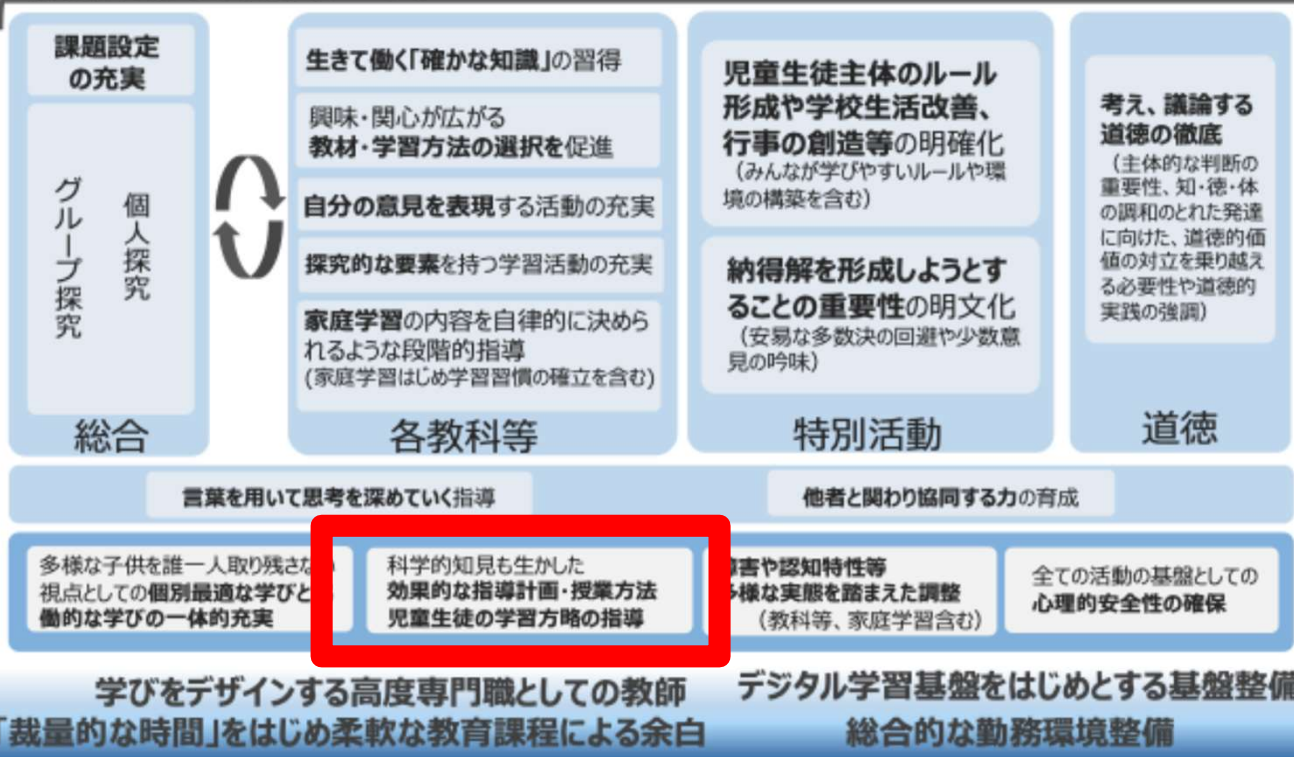 課題設定
の充実
グループ探究
個人探究
総合
生きて働く「確かな知識」の習得
興味・関心が広がる
教材・学習方法の選択を促進
自分の意見を表現する活動の充実
探究的な要素を持つ学習活動の充実
家庭学習の内容を自律的に決めら
れるような段階的指導
(家庭学習はじめ学習習慣の確立を含む)
各教科等
児童生徒主体のルール
形成や学校生活改善、
行事の創造等の明確化
（みんなが学びやすいルールや環
境の構築を含む）
納得解を形成しようとす
ることの重要性の明文化
（安易な多数決の回避や少数意
見の吟味）
特別活動
考え、議論する
道徳の徹底
（主体的な判断の
重要性、知・徳・体
の調和のとれた発達
に向けた、道徳的価
値の対立を乗り越え
る必要性や道徳的
実践の強調）
道徳
言葉を用いて思考を深めていく指導
他者と関わり協同する力の育成
多様な子供を誰一人取り残さな
視点としての個別最適な学びと
働的な学びの一体的充実
科学的知見も生かした
効果的な指導計画・授業方法
児童生徒の学習方略の指導
害や認知特性等
様な実態を踏まえた調整
（教科等、家庭学習含む）
全ての活動の基盤としての
心理的安全性の確保
学びをデザインする高度専門職としての教師
「裁量的な時間」をはじめ柔軟な教育課程による余白
デジタル学習基盤をはじめとする基盤整備
総合的な勤務環境整備